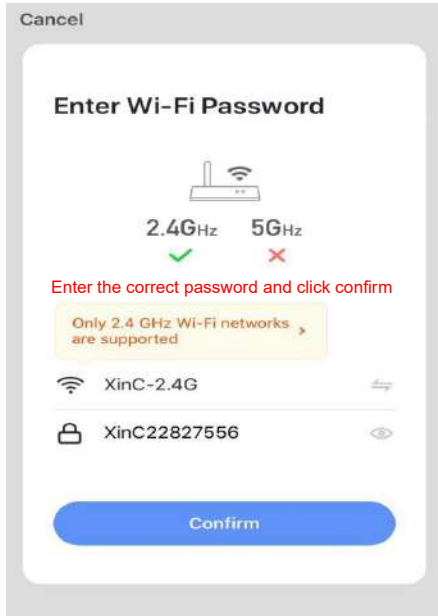 Cancel
Enter Wi-Fi Password
2.4GHz 5GHz
Enter the correct password and click confirm
Only 2.4 GHz Wi-Fi networks
are supported
XinC-2.4G
XinC22827556
Confirm